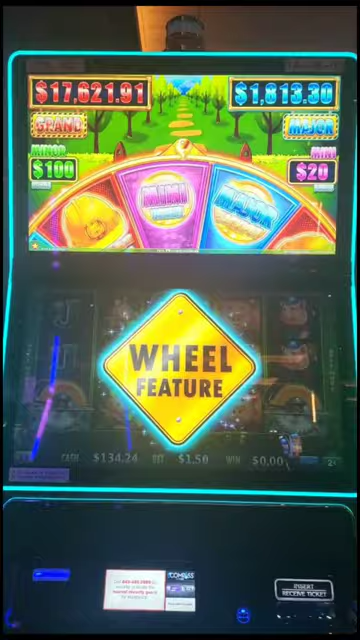 $17,621.91
$1,813.30
GRAND
MAJOR
MINOR
MINI
$100
$20
MINI
MAJOR
WHEEL
FEATURE
CASH $134.24 BET $1.50 WIN $0.00
2¢
INSERT
RECEIVE TICKET